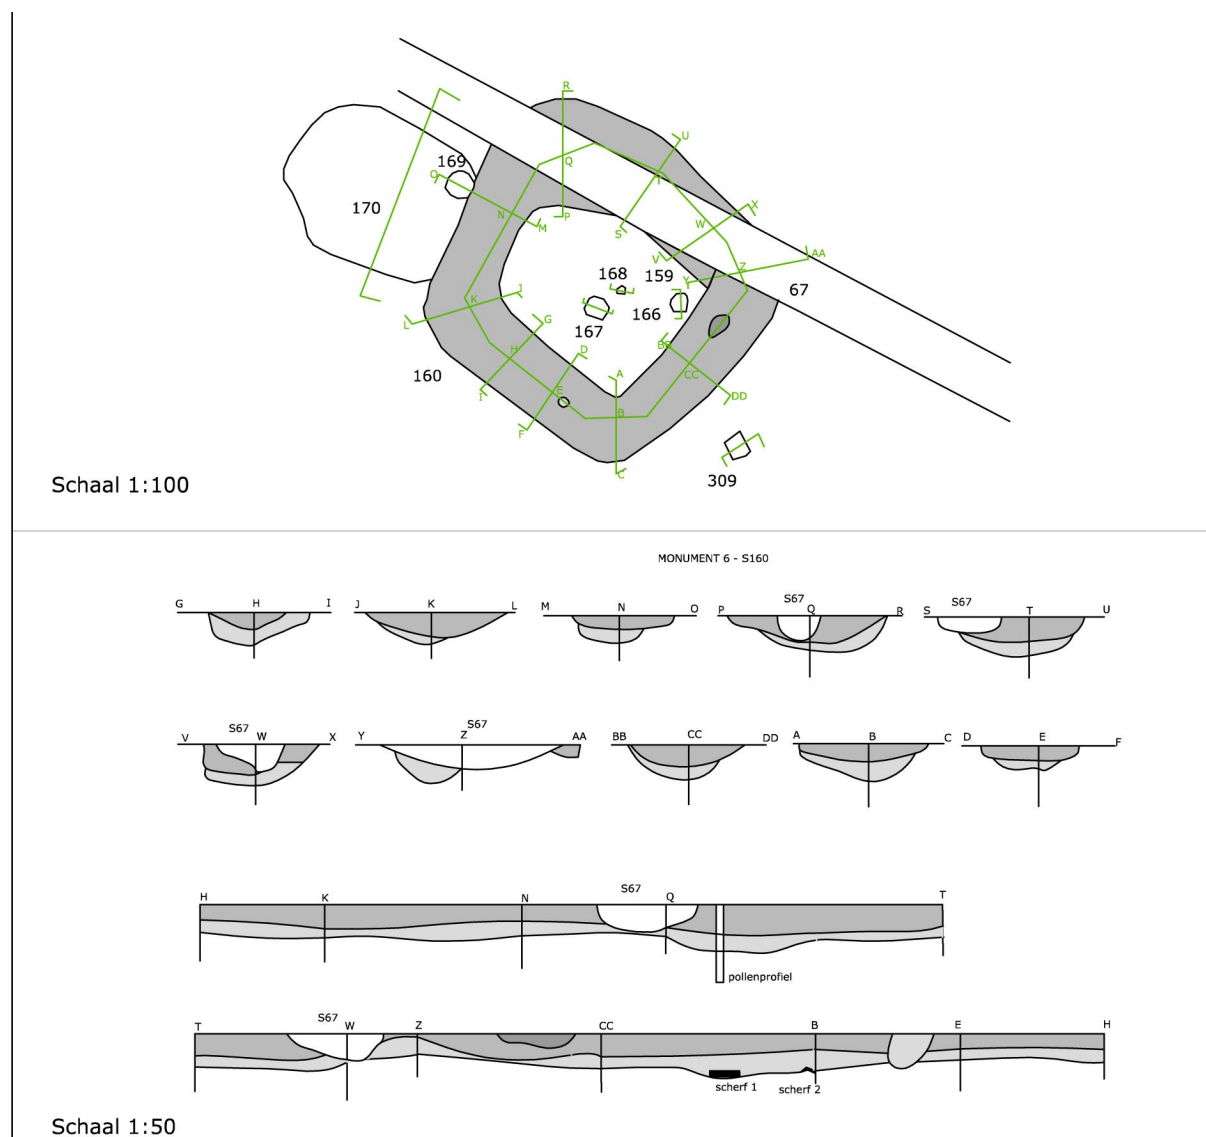 R
U
169
Q
T
O
170
N
P
M
S
W
X
V
AA
Z
168
159
Y
67
J
K
166
167
L
G
BB
H
D
160
A
CC
E
I
DD
B
F
C
309
Schaal 1:100
MONUMENT 6 - S160
G H I
J K L
M N O
P S67 Q R
S S67 T U
V S67 W X
Y Z S67 AA
BB CC DD
A B C
D E F
H K N S67 Q T
pollenprofiel
T S67 W Z CC B E H
scherf 1 scherf 2
Schaal 1:50